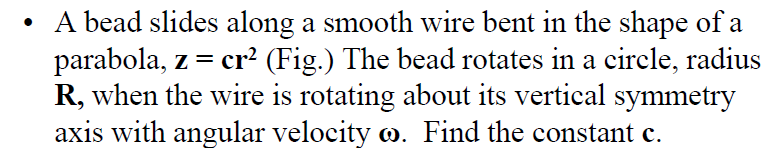 • A bead slides along a smooth wire bent in the shape of a
parabola, z = cr² (Fig.) The bead rotates in a circle, radius
R, when the wire is rotating about its vertical symmetry
axis with angular velocity ω. Find the constant c.